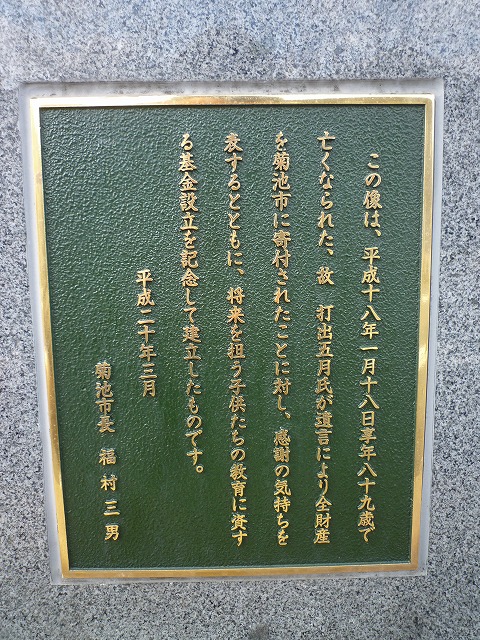 この像は、平成十八年一月十八日享年八十九歳で
亡くなられた、故 打出五月氏が遺言により全財産
を菊池市に寄付されたことに対し、感謝の気持ちを
表するとともに、将来を担う子供たちの教育に資す
る基金設立を記念して建立したものです。
平成二十年三月
菊池市長 福村三男